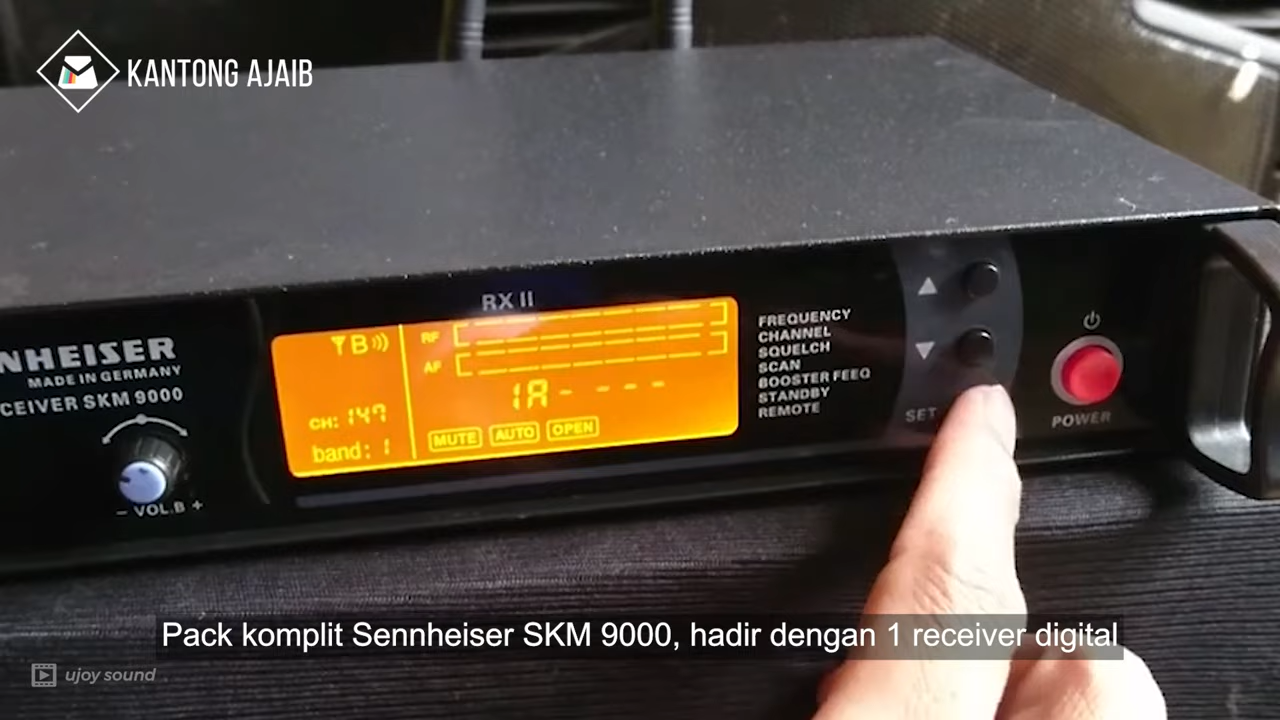 KANTONG AJAIB
RX II
NHEISER
MADE IN GERMANY
CEIVER SKM 9000
B
CH: 147
band: 1
RF
AF
1A- ---
MUTE AUTO OPEN
FREQUENCY
CHANNEL
SQUELCH
SCAN
BOOSTER FEEQ
STANDBY
REMOTE
SET
POWER
- VOL.B +
Pack komplit Sennheiser SKM 9000, hadir dengan 1 receiver digital
ujoy sound